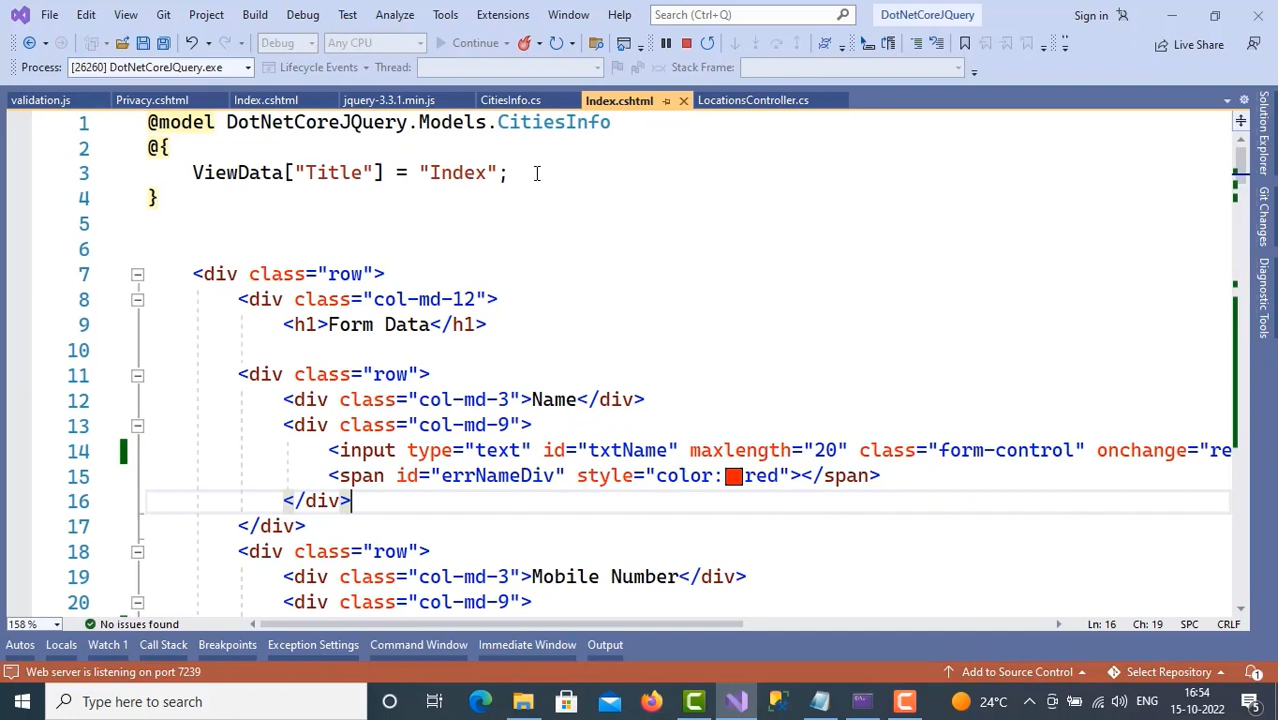 File Edit View Git Project Build Debug Test Analyze Tools Extensions Window Help Search (Ctrl+Q) DotNetCoreJQuery Sign in
Debug Any CPU Continue Live Share
Process: [26260] DotNetCoreJQuery.exe Lifecycle Events Thread: Stack Frame:
validation.js Privacy.cshtml Index.cshtml jquery-3.3.1.min.js CitiesInfo.cs Index.cshtml LocationsController.cs
1 @model DotNetCoreJQuery.Models.CitiesInfo
2 @{
3 ViewData["Title"] = "Index";
4 }
5
6
7 <div class="row">
8 <div class="col-md-12">
9 <h1>Form Data</h1>
10
11 <div class="row">
12 <div class="col-md-3">Name</div>
13 <div class="col-md-9">
14 <input type="text" id="txtName" maxlength="20" class="form-control" onchange="re
15 <span id="errNameDiv" style="color:red"></span>
16 </div>
17 </div>
18 <div class="row">
19 <div class="col-md-3">Mobile Number</div>
20 <div class="col-md-9">
Solution Explorer
Git Changes
Diagnostic Tools
158 % No issues found Ln: 16 Ch: 19 SPC CRLF
Autos Locals Watch 1 Call Stack Breakpoints Exception Settings Command Window Immediate Window Output
Web server is listening on port 7239 Add to Source Control Select Repository 1
Type here to search 24°C ENG 16:54 15-10-2022 5